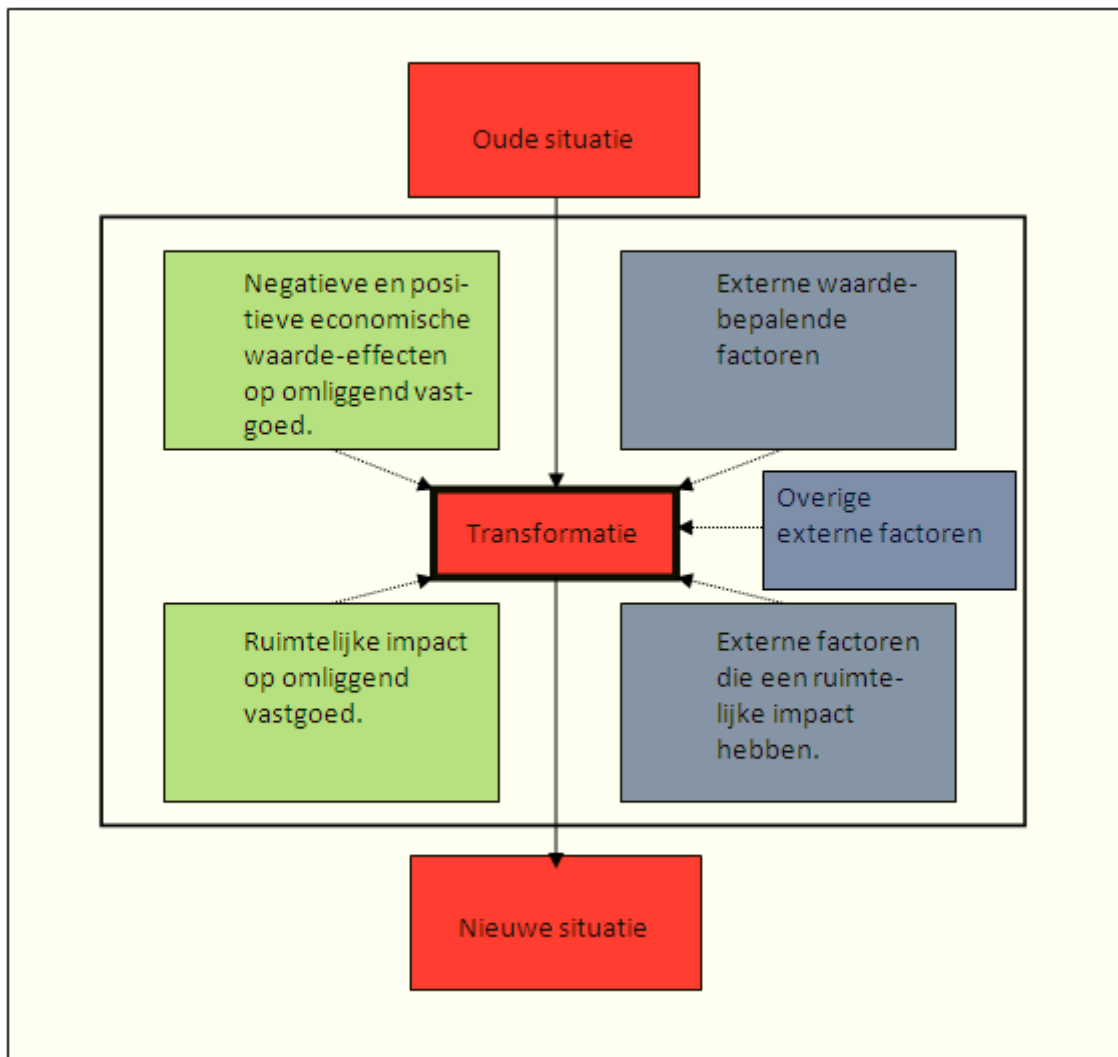 Oude situatie
Negatieve en posi-
tieve economische
waarde-effecten
op omliggend vast-
goed.
Externe waarde-
bepalende
factoren
Transformatie
Overige
externe factoren
Ruimtelijke impact
op omliggend
vastgoed.
Externe factoren
die een ruimte-
lijke impact
hebben.
Nieuwe situatie